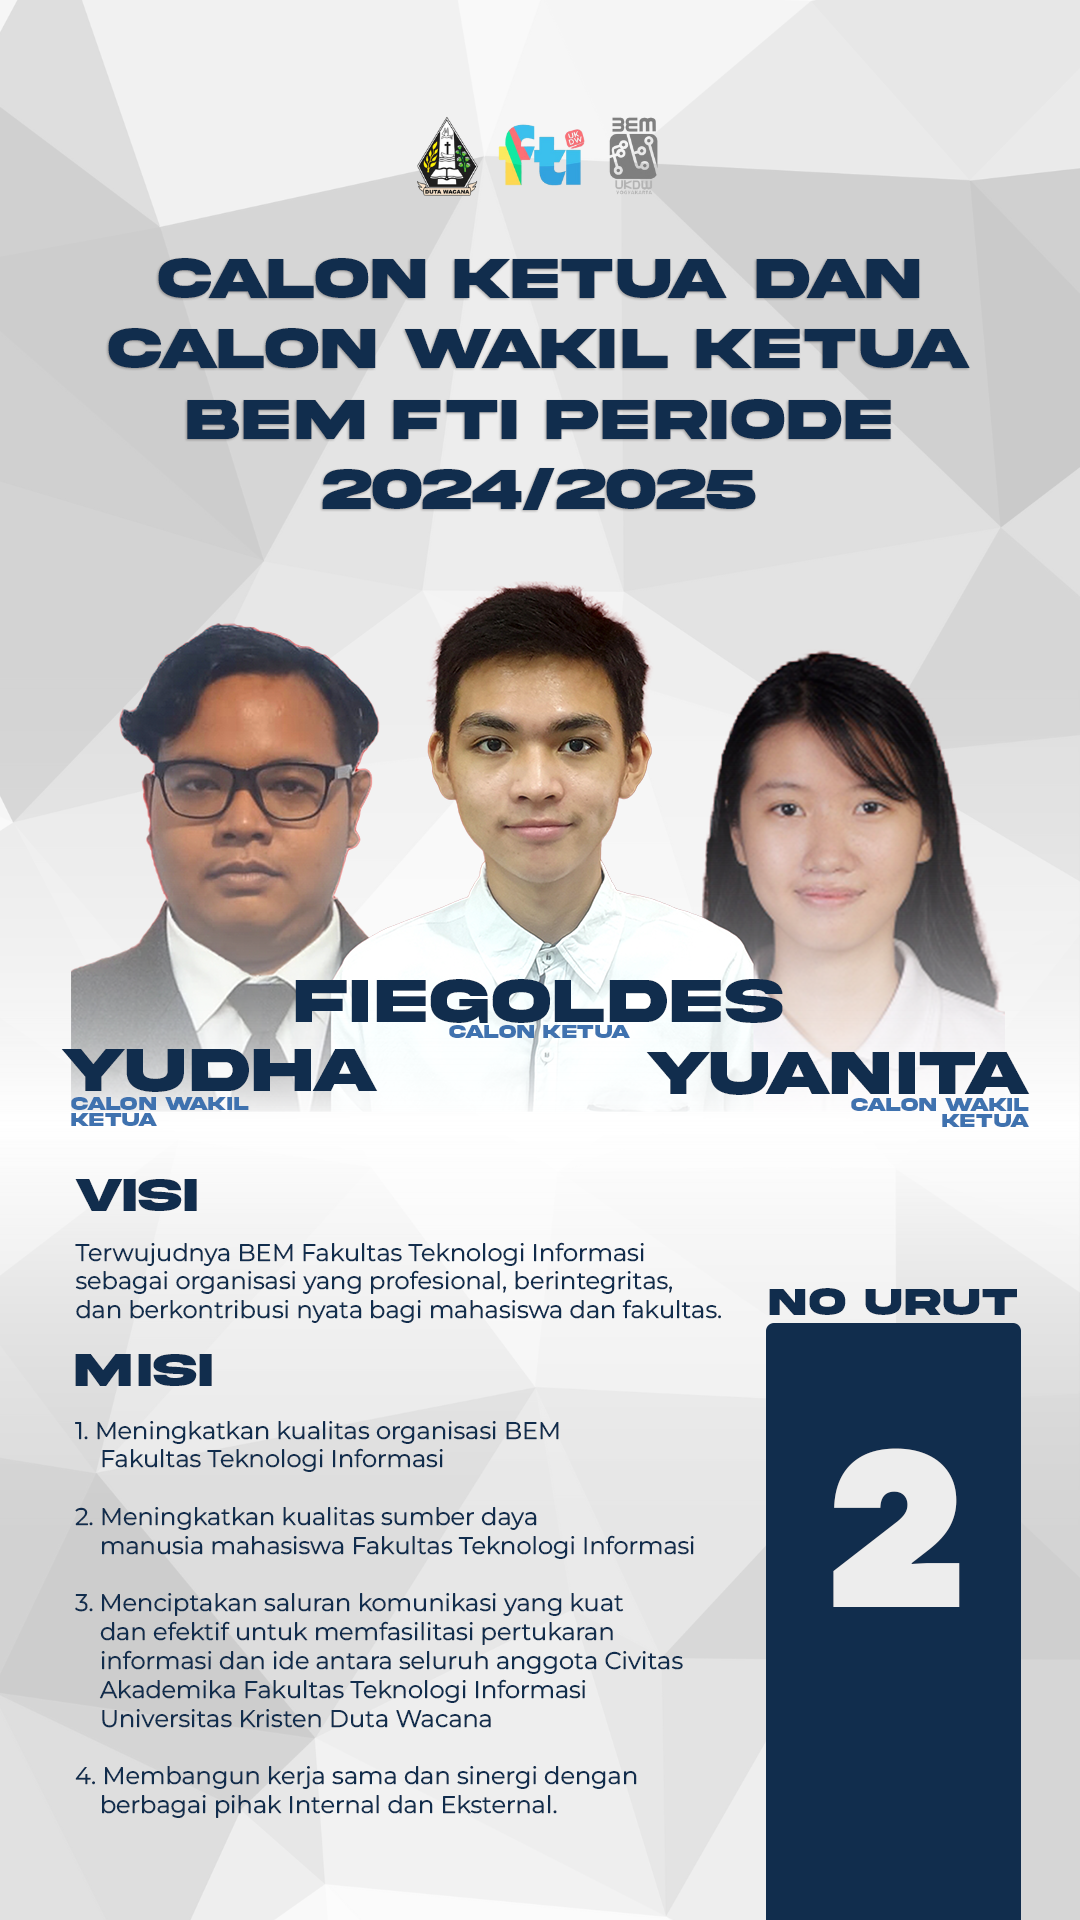 DUTA WACANA
fti
UKDW
BEM
UKDW
YOGYAKARTA
CALON KETUA DAN
CALON WAKIL KETUA
BEM FTI PERIODE
2024/2025
FIEGOLDES
CALON KETUA
YUDHA
CALON WAKIL
KETUA
YUANITA
CALON WAKIL
KETUA
VISI
Terwujudnya BEM Fakultas Teknologi Informasi
sebagai organisasi yang profesional, berintegritas,
dan berkontribusi nyata bagi mahasiswa dan fakultas.
MISI
1. Meningkatkan kualitas organisasi BEM
Fakultas Teknologi Informasi
2. Meningkatkan kualitas sumber daya
manusia mahasiswa Fakultas Teknologi Informasi
3. Menciptakan saluran komunikasi yang kuat
dan efektif untuk memfasilitasi pertukaran
informasi dan ide antara seluruh anggota Civitas
Akademika Fakultas Teknologi Informasi
Universitas Kristen Duta Wacana
4. Membangun kerja sama dan sinergi dengan
berbagai pihak Internal dan Eksternal.
NO URUT
2